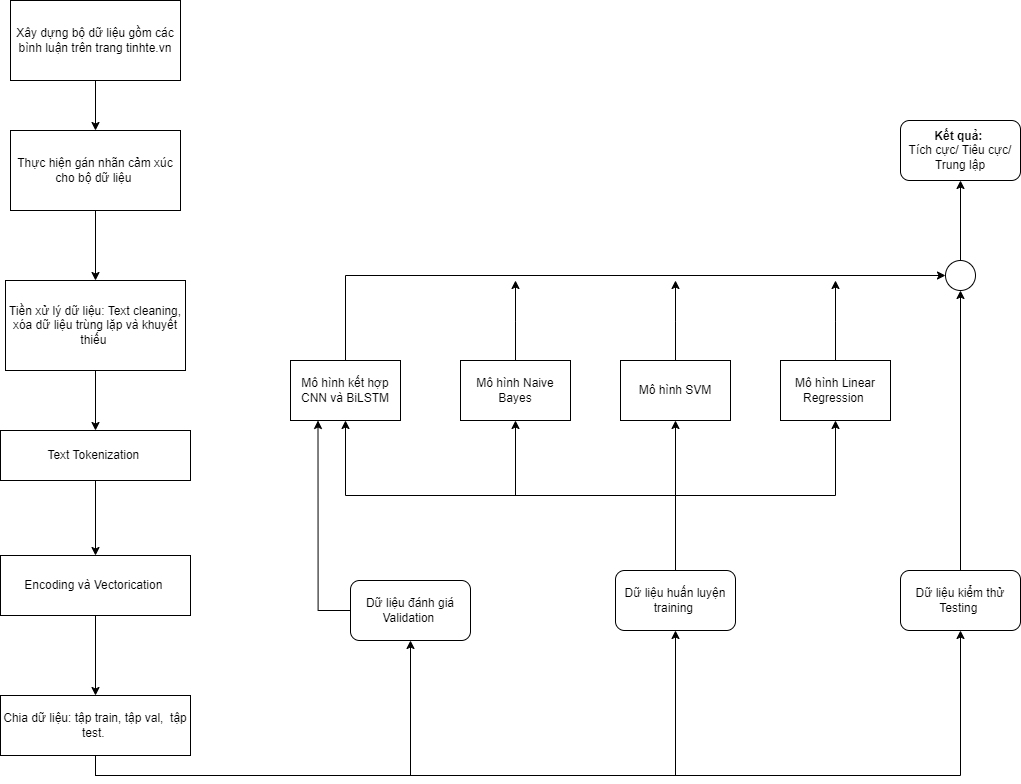 Xây dựng bộ dữ liệu gồm các
bình luận trên trang tinhte.vn
Thực hiện gán nhãn cảm xúc
cho bộ dữ liệu
Tiền xử lý dữ liệu: Text cleaning,
xóa dữ liệu trùng lặp và khuyết
thiếu
Text Tokenization
Encoding và Vectorication
Chia dữ liệu: tập train, tập val, tập
test.
Kết quả:
Tích cực/ Tiêu cực/
Trung lập
Mô hình kết hợp
CNN và BiLSTM
Mô hình Naive
Bayes
Mô hình SVM
Mô hình Linear
Regression
Dữ liệu đánh giá
Validation
Dữ liệu huấn luyện
training
Dữ liệu kiểm thử
Testing